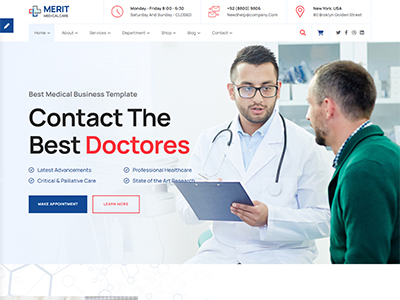 MERIT
MEDICAL CARE
Monday - Friday 8:00 - 6:30
Saturday And Sunday - CLOSED
+92 (8800) 9806
Needhelp@company.com
New York, USA
80 Brooklyn Golden Street
Home
About
Services
Department
Shop
Blog
Contact
Best Medical Business Template
Contact The
Best Doctores
Latest Advancements
Professional Healthcare
Critical & Palliative Care
State of the Art Research
MAKE APPOINTMENT
LEARN MORE